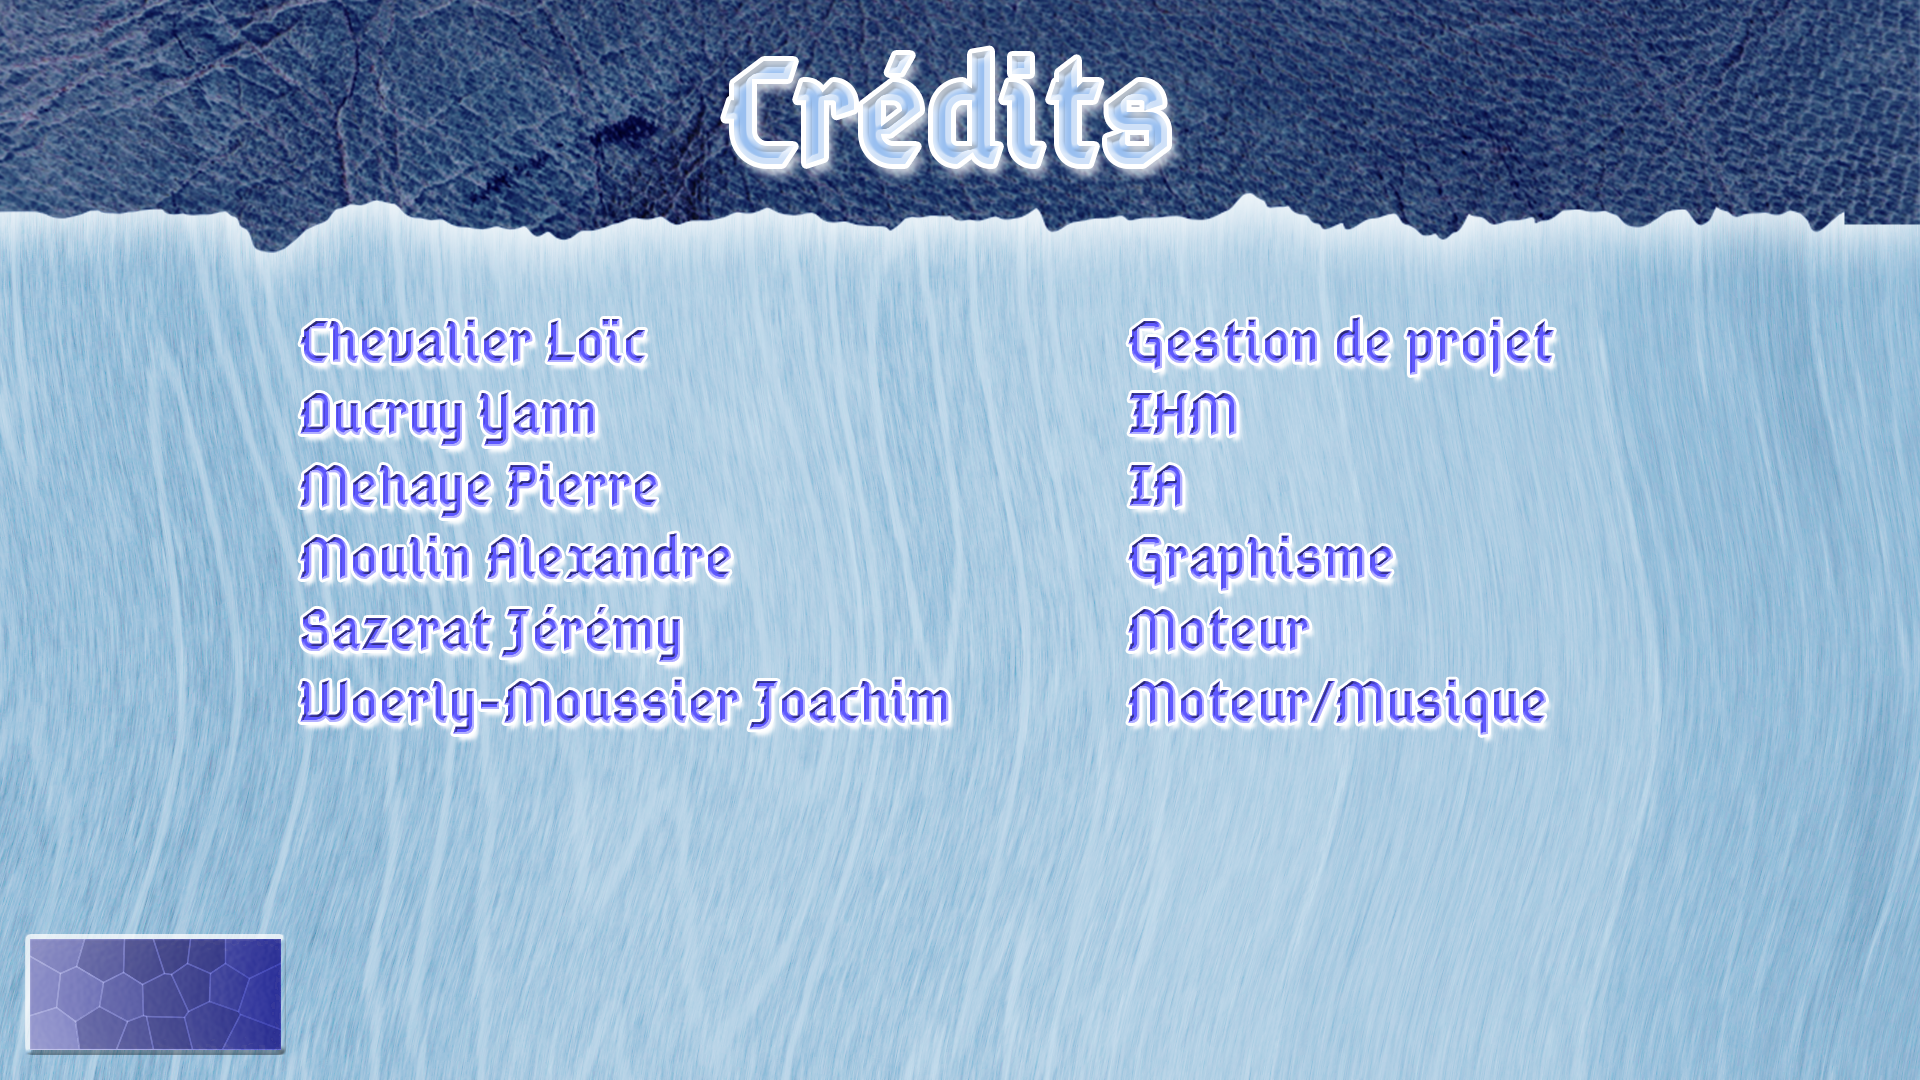 Crédits
Chevalier Loïc Gestion de projet
Ducruy Yann IHM
Mehaye Pierre IA
Moulin Alexandre Graphisme
Sazerat Jérémy Moteur
Woerly-Moussier Joachim Moteur/Musique